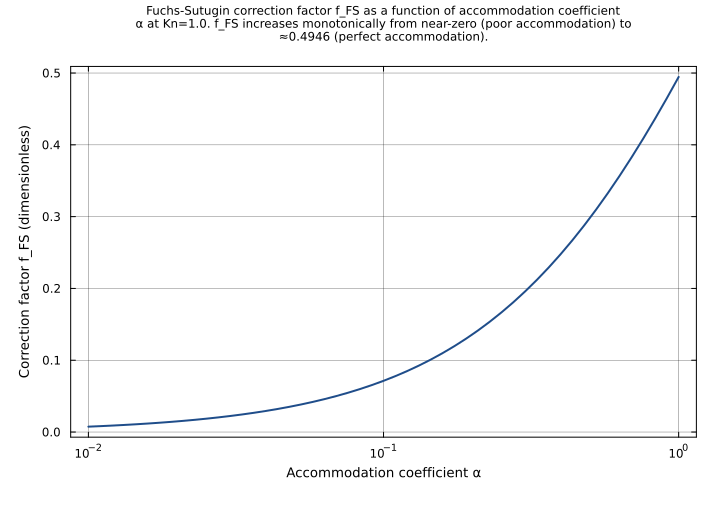 Fuchs-Sutugin correction factor f_FS as a function of accommodation coefficient
α at Kn=1.0. f_FS increases monotonically from near-zero (poor accommodation) to
≈0.4946 (perfect accommodation).
Correction factor f_FS (dimensionless)
0.5
0.4
0.3
0.2
0.1
0.0
10⁻² 10⁻¹ 10⁰
Accommodation coefficient α